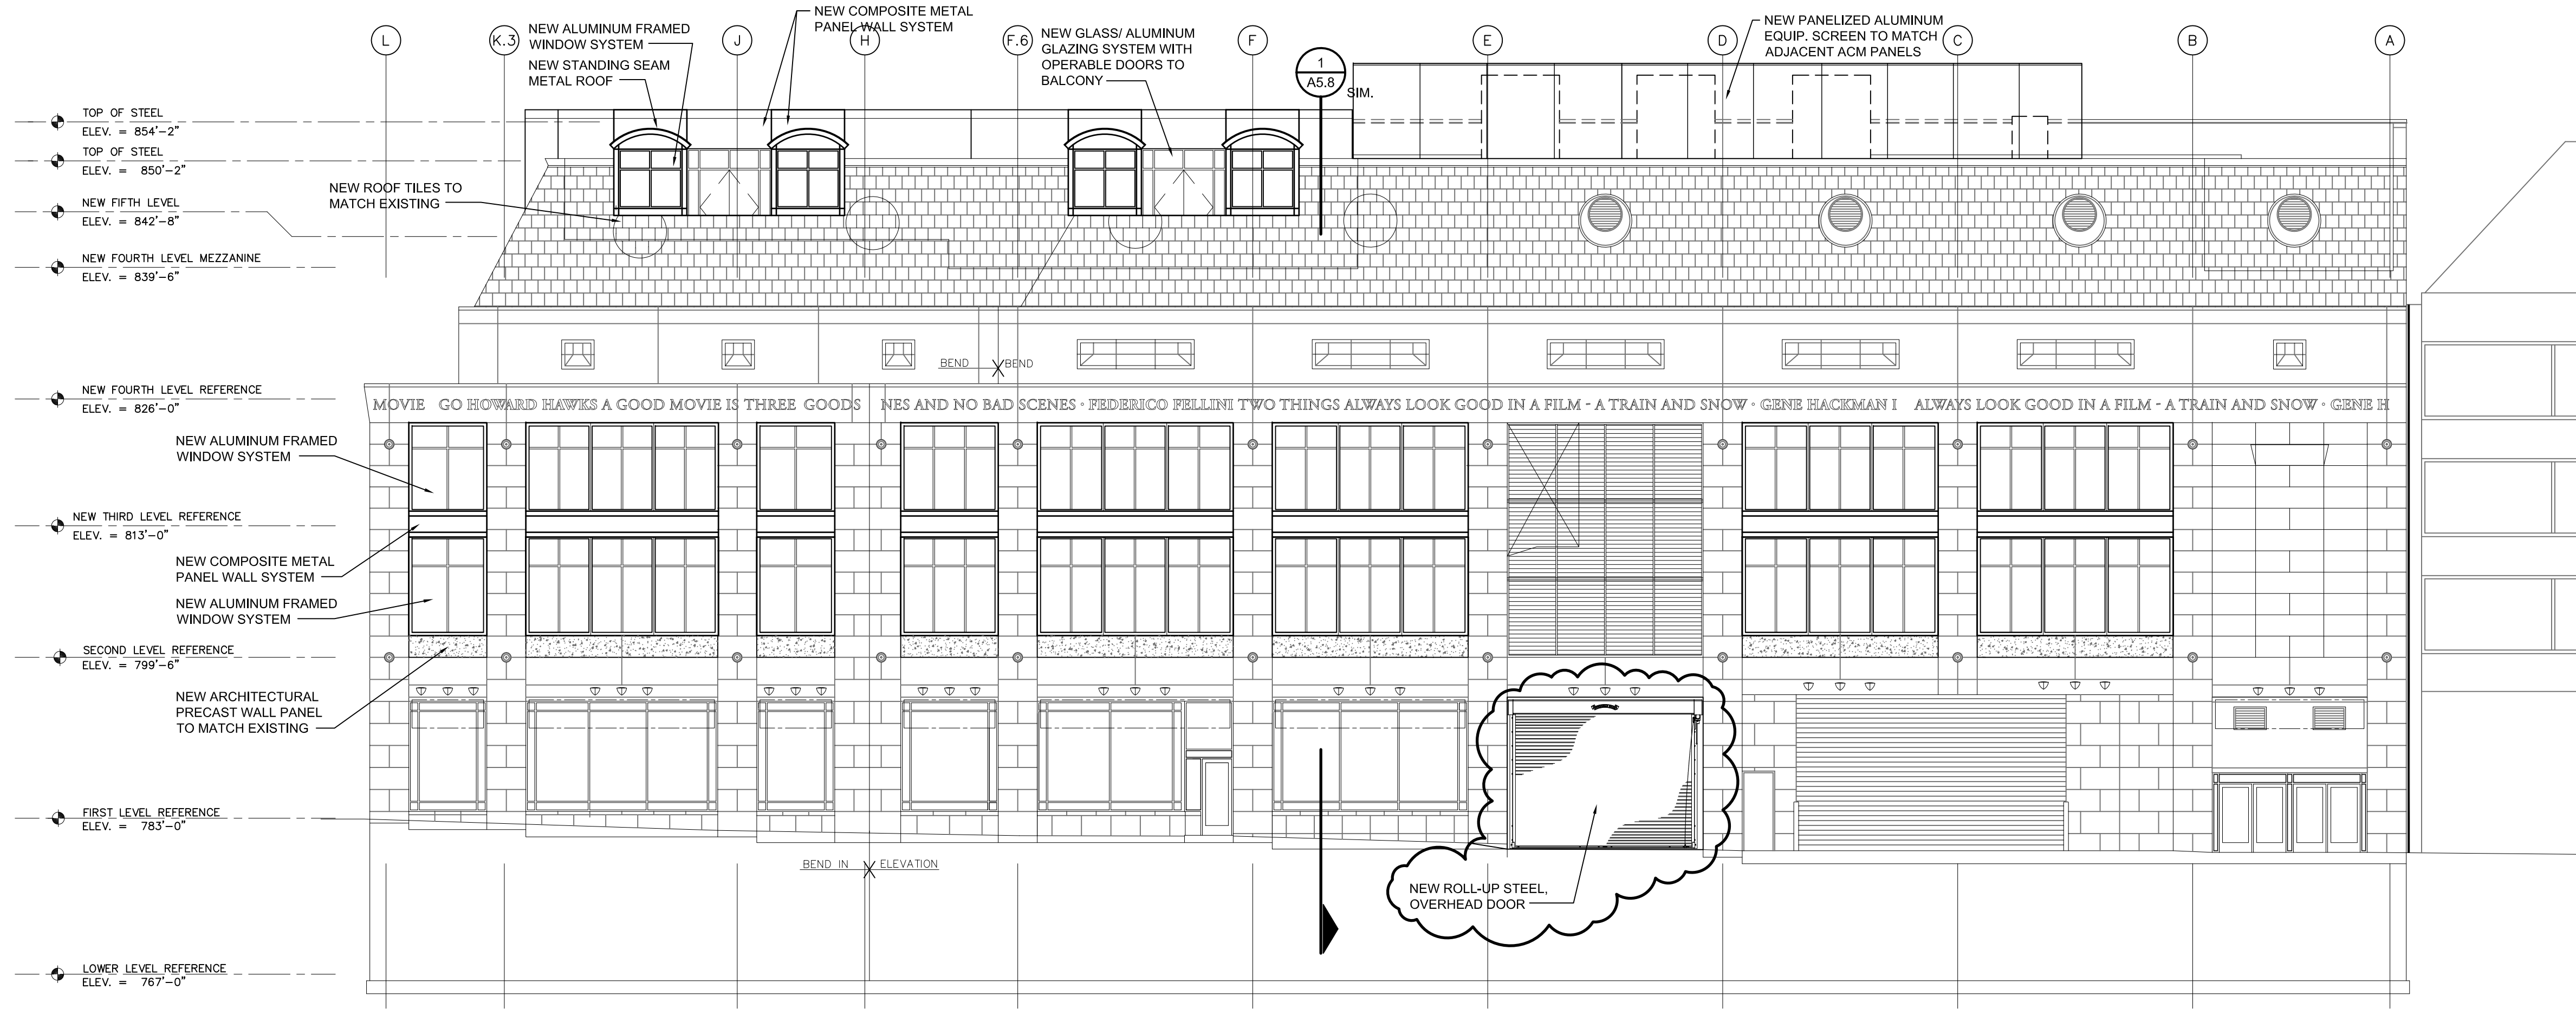 L
K.3
J
H
F.6
F
E
D
C
B
A
NEW ALUMINUM FRAMED
WINDOW SYSTEM
NEW STANDING SEAM
METAL ROOF
NEW COMPOSITE METAL
PANEL WALL SYSTEM
NEW GLASS/ ALUMINUM
GLAZING SYSTEM WITH
OPERABLE DOORS TO
BALCONY
1
A5.8
SIM.
NEW PANELIZED ALUMINUM
EQUIP. SCREEN TO MATCH
ADJACENT ACM PANELS
TOP OF STEEL
ELEV. = 854'-2"
TOP OF STEEL
ELEV. = 850'-2"
NEW ROOF TILES TO
MATCH EXISTING
NEW FIFTH LEVEL
ELEV. = 842'-8"
NEW FOURTH LEVEL MEZZANINE
ELEV. = 839'-6"
BEND
BEND
NEW FOURTH LEVEL REFERENCE
ELEV. = 826'-0"
MOVIE GO HOWARD HAWKS A GOOD MOVIE IS THREE GOODS NES AND NO BAD SCENES · FEDERICO FELLINI TWO THINGS ALWAYS LOOK GOOD IN A FILM - A TRAIN AND SNOW · GENE HACKMAN I ALWAYS LOOK GOOD IN A FILM - A TRAIN AND SNOW · GENE H
NEW ALUMINUM FRAMED
WINDOW SYSTEM
NEW THIRD LEVEL REFERENCE
ELEV. = 813'-0"
NEW COMPOSITE METAL
PANEL WALL SYSTEM
NEW ALUMINUM FRAMED
WINDOW SYSTEM
SECOND LEVEL REFERENCE
ELEV. = 799'-6"
NEW ARCHITECTURAL
PRECAST WALL PANEL
TO MATCH EXISTING
FIRST LEVEL REFERENCE
ELEV. = 783'-0"
BEND IN
ELEVATION
NEW ROLL-UP STEEL,
OVERHEAD DOOR
LOWER LEVEL REFERENCE
ELEV. = 767'-0"